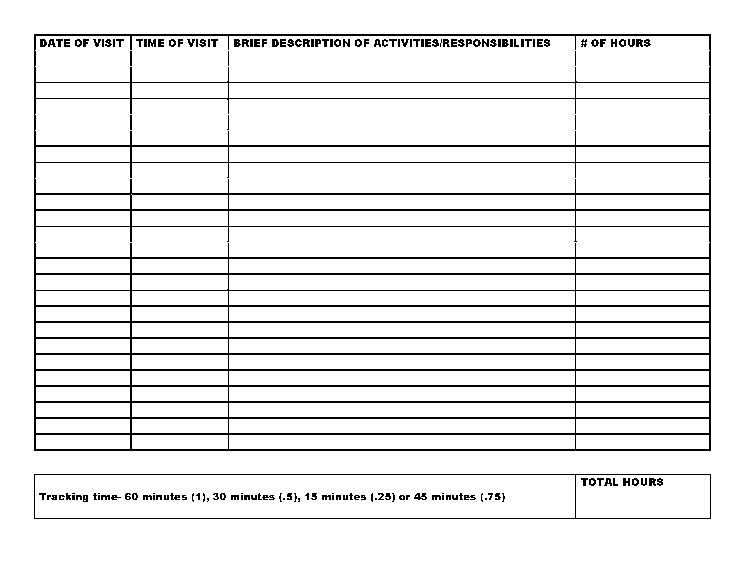 DATE OF VISIT TIME OF VISIT BRIEF DESCRIPTION OF ACTIVITIES/RESPONSIBILITIES # OF HOURS
TOTAL HOURS
Tracking time- 60 minutes (1), 30 minutes (.5), 15 minutes (.25) or 45 minutes (.75)